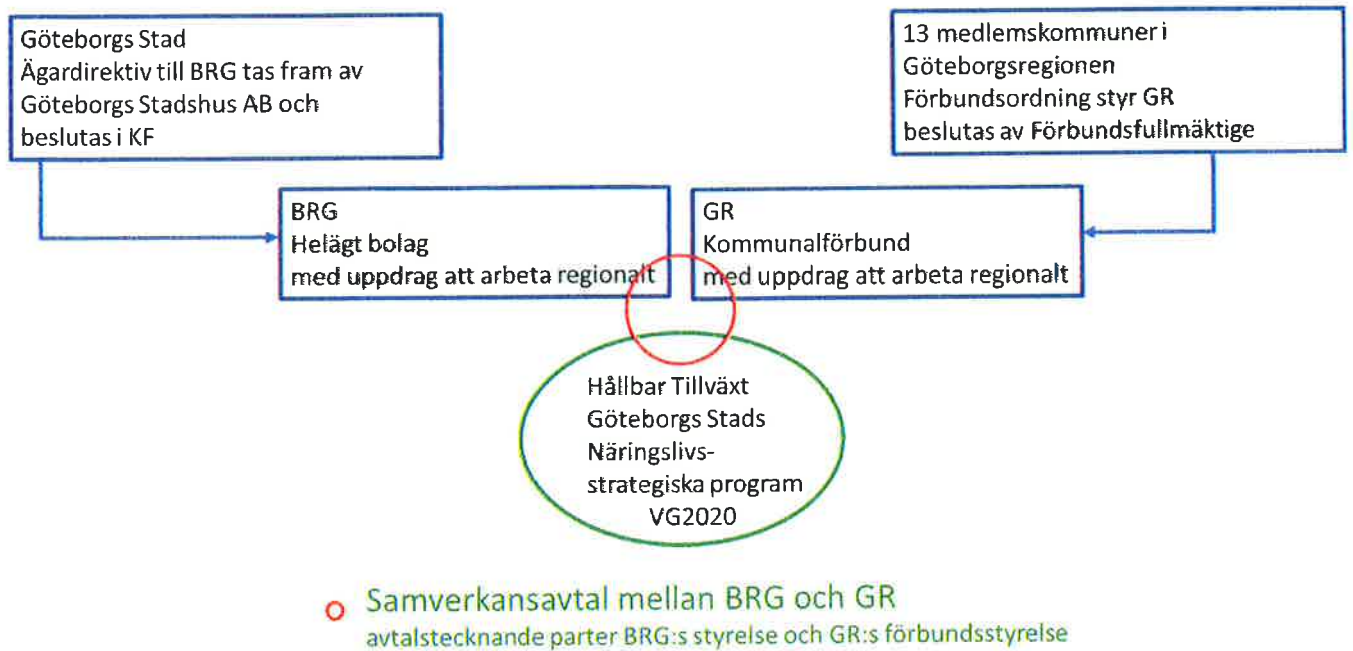 Göteborgs Stad
Ägardirektiv till BRG tas fram av
Göteborgs Stadshus AB och
beslutas i KF
13 medlemskommuner i
Göteborgsregionen
Förbundsordning styr GR
beslutas av Förbundsfullmäktige
BRG
Helägt bolag
med uppdrag att arbeta regionalt
GR
Kommunalförbund
med uppdrag att arbeta regionalt
Hållbar Tillväxt
Göteborgs Stads
Näringslivs-
strategiska program
VG2020
Samverkansavtal mellan BRG och GR
avtalstecknande parter BRG:s styrelse och GR:s förbundsstyrelse